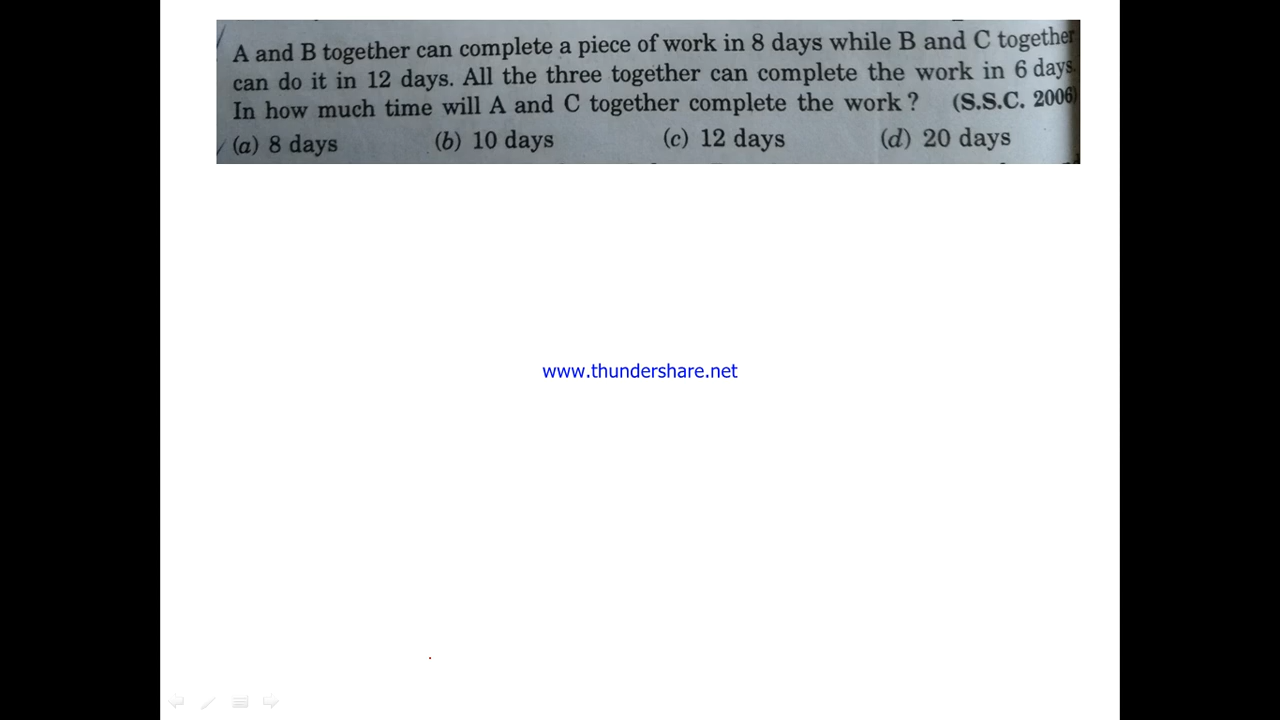 A and B together can complete a piece of work in 8 days while B and C together
can do it in 12 days. All the three together can complete the work in 6 days.
In how much time will A and C together complete the work ? (S.S.C. 2006)
(a) 8 days (b) 10 days (c) 12 days (d) 20 days
www.thundershare.net